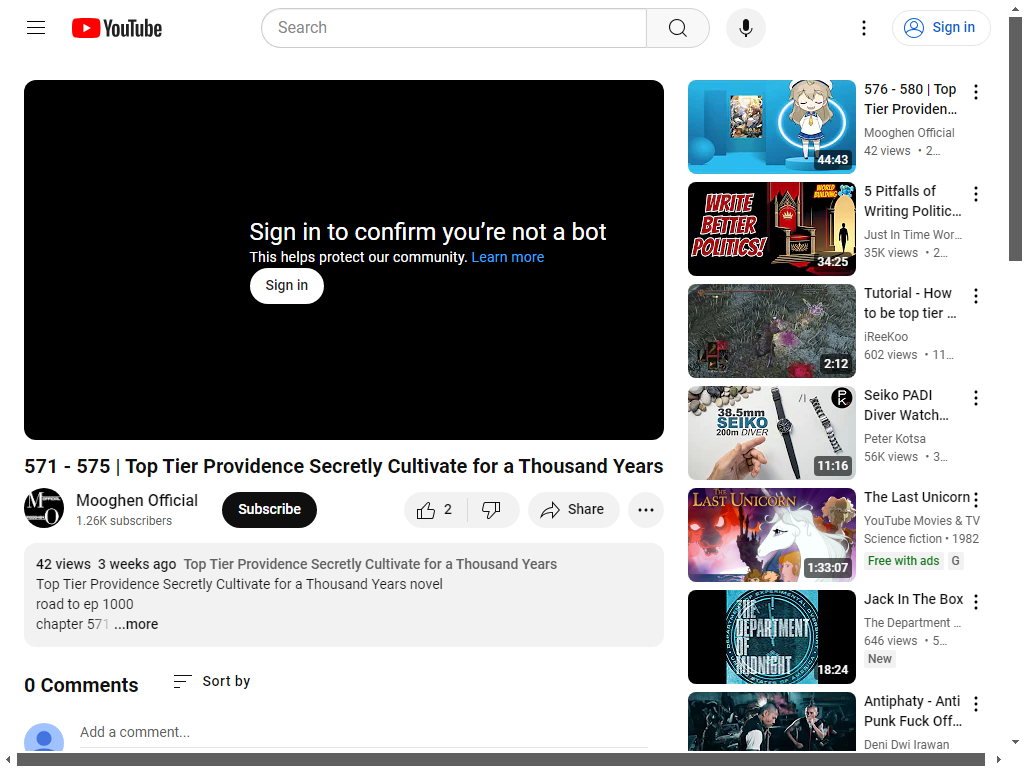 YouTube
Search
Sign in
Sign in to confirm you’re not a bot
This helps protect our community. Learn more
Sign in
571 - 575 | Top Tier Providence Secretly Cultivate for a Thousand Years
Mooghen Official
1.26K subscribers
Subscribe
2
Share
42 views 3 weeks ago Top Tier Providence Secretly Cultivate for a Thousand Years
Top Tier Providence Secretly Cultivate for a Thousand Years novel
road to ep 1000
chapter 571 ...more
0 Comments
Sort by
Add a comment...
44:43
576 - 580 | Top
Tier Providen...
Mooghen Official
42 views • 2...
WRITE
BETTER
POLITICS!
WORLD
BUILDING
34:25
5 Pitfalls of
Writing Politic...
Just In Time Wor...
35K views • 2...
2:12
Tutorial - How
to be top tier ...
iReeKoo
602 views • 11...
38.5mm
SEIKO
200m DIVER
PK
11:16
Seiko PADI
Diver Watch...
Peter Kotsa
56K views • 3...
THE
LAST UNICORN
1:33:07
The Last Unicorn
YouTube Movies & TV
Science fiction • 1982
Free with ads G
THE
DEPARTMENT
OF
MIDNIGHT
18:24
Jack In The Box
The Department ...
646 views • 5...
New
Antiphaty - Anti
Punk Fuck Off...
Deni Dwi Irawan